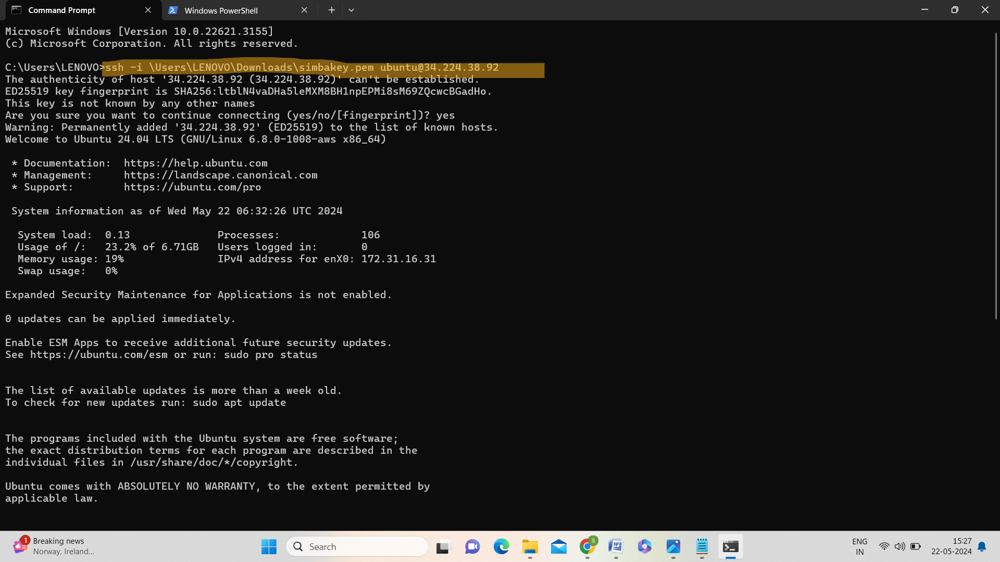 Command Prompt
Windows PowerShell
Microsoft Windows [Version 10.0.22621.3155]
(c) Microsoft Corporation. All rights reserved.
C:\Users\LENOVO>ssh -i \Users\LENOVO\Downloads\simbakey.pem ubuntu@34.224.38.92
The authenticity of host '34.224.38.92 (34.224.38.92)' can't be established.
ED25519 key fingerprint is SHA256:ltblN4vaDHa5leMXM8BH1npEPMi8sM69ZQcwcBGadHo.
This key is not known by any other names
Are you sure you want to continue connecting (yes/no/[fingerprint])? yes
Warning: Permanently added '34.224.38.92' (ED25519) to the list of known hosts.
Welcome to Ubuntu 24.04 LTS (GNU/Linux 6.8.0-1008-aws x86_64)
* Documentation:  https://help.ubuntu.com
* Management:     https://landscape.canonical.com
* Support:        https://ubuntu.com/pro
System information as of Wed May 22 06:32:26 UTC 2024
System load:  0.13              Processes:             106
Usage of /:   23.2% of 6.71GB   Users logged in:       0
Memory usage: 19%               IPv4 address for enX0: 172.31.16.31
Swap usage:   0%
Expanded Security Maintenance for Applications is not enabled.
0 updates can be applied immediately.
Enable ESM Apps to receive additional future security updates.
See https://ubuntu.com/esm or run: sudo pro status
The list of available updates is more than a week old.
To check for new updates run: sudo apt update
The programs included with the Ubuntu system are free software;
the exact distribution terms for each program are described in the
individual files in /usr/share/doc/*/copyright.
Ubuntu comes with ABSOLUTELY NO WARRANTY, to the extent permitted by
applicable law.
1
Breaking news
Norway, Ireland...
Search
S
W
ENG
IN
15:27
22-05-2024